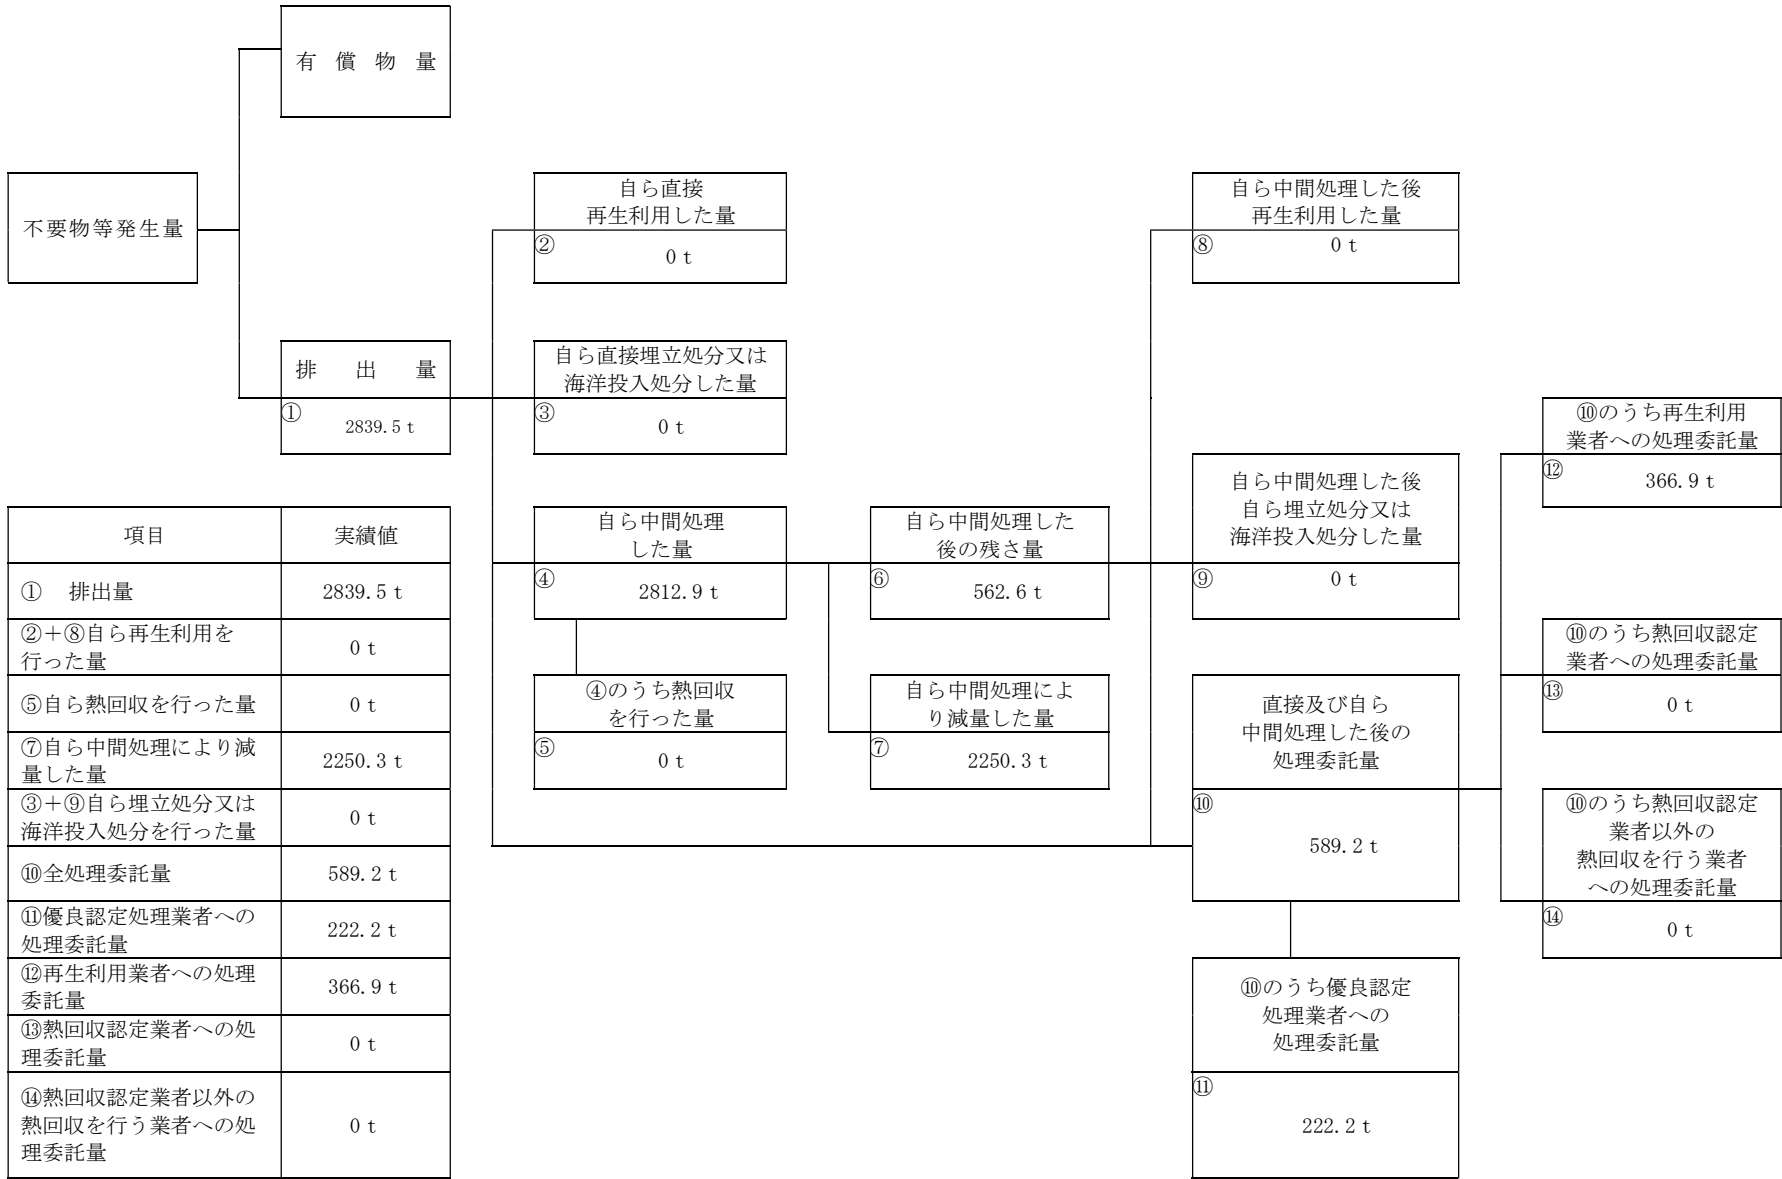 有償物量
不要物等発生量
排出量
① 2839.5 t
自ら直接
再生利用した量
② 0 t
自ら直接埋立処分又は
海洋投入処分した量
③ 0 t
自ら中間処理
した量
④ 2812.9 t
④のうち熱回収
を行った量
⑤ 0 t
自ら中間処理した
後の残さ量
⑥ 562.6 t
自ら中間処理によ
り減量した量
⑦ 2250.3 t
自ら中間処理した後
再生利用した量
⑧ 0 t
自ら中間処理した後
自ら埋立処分又は
海洋投入処分した量
⑨ 0 t
直接及び自ら
中間処理した後の
処理委託量
⑩ 589.2 t
⑩のうち優良認定
処理業者への
処理委託量
⑪ 222.2 t
⑩のうち再生利用
業者への処理委託量
⑫ 366.9 t
⑩のうち熱回収認定
業者への処理委託量
⑬ 0 t
⑩のうち熱回収認定
業者以外の
熱回収を行う業者
への処理委託量
⑭ 0 t
項目 実績値
① 排出量 2839.5 t
②+⑧自ら再生利用を
行った量 0 t
⑤自ら熱回収を行った量 0 t
⑦自ら中間処理により減
量した量 2250.3 t
③+⑨自ら埋立処分又は
海洋投入処分を行った量 0 t
⑩全処理委託量 589.2 t
⑪優良認定処理業者への
処理委託量 222.2 t
⑫再生利用業者への処理
委託量 366.9 t
⑬熱回収認定業者への処
理委託量 0 t
⑭熱回収認定業者以外の
熱回収を行う業者への処
理委託量 0 t